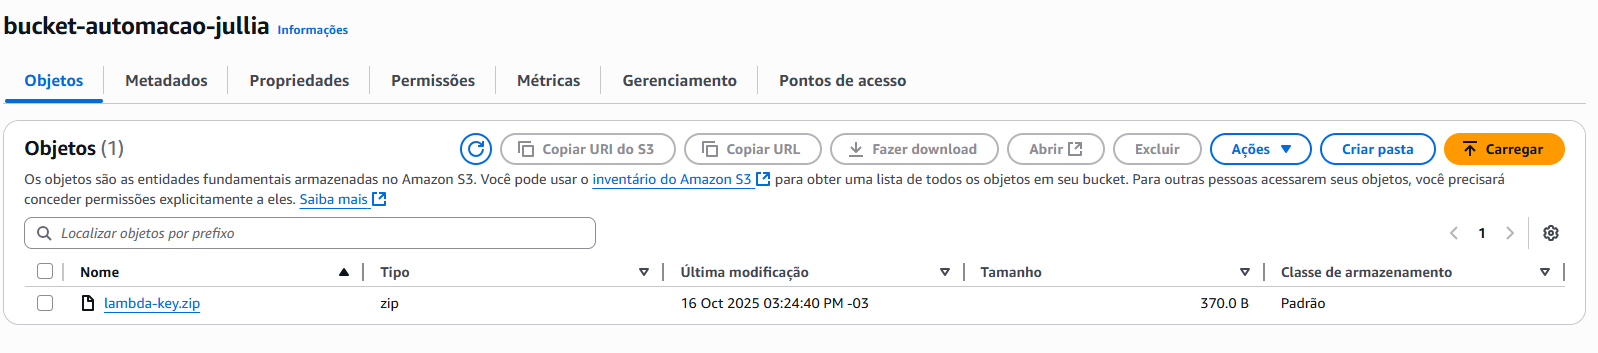 bucket-automacao-jullia Informações
Objetos Metadados Propriedades Permissões Métricas Gerenciamento Pontos de acesso
Objetos (1) Copiar URI do S3 Copiar URL Fazer download Abrir Excluir Ações Criar pasta Carregar
Os objetos são as entidades fundamentais armazenadas no Amazon S3. Você pode usar o inventário do Amazon S3 para obter uma lista de todos os objetos em seu bucket. Para outras pessoas acessarem seus objetos, você precisará
conceder permissões explicitamente a eles. Saiba mais
Localizar objetos por prefixo 1
Nome Tipo Última modificação Tamanho Classe de armazenamento
lambda-key.zip zip 16 Oct 2025 03:24:40 PM -03 370.0 B Padrão